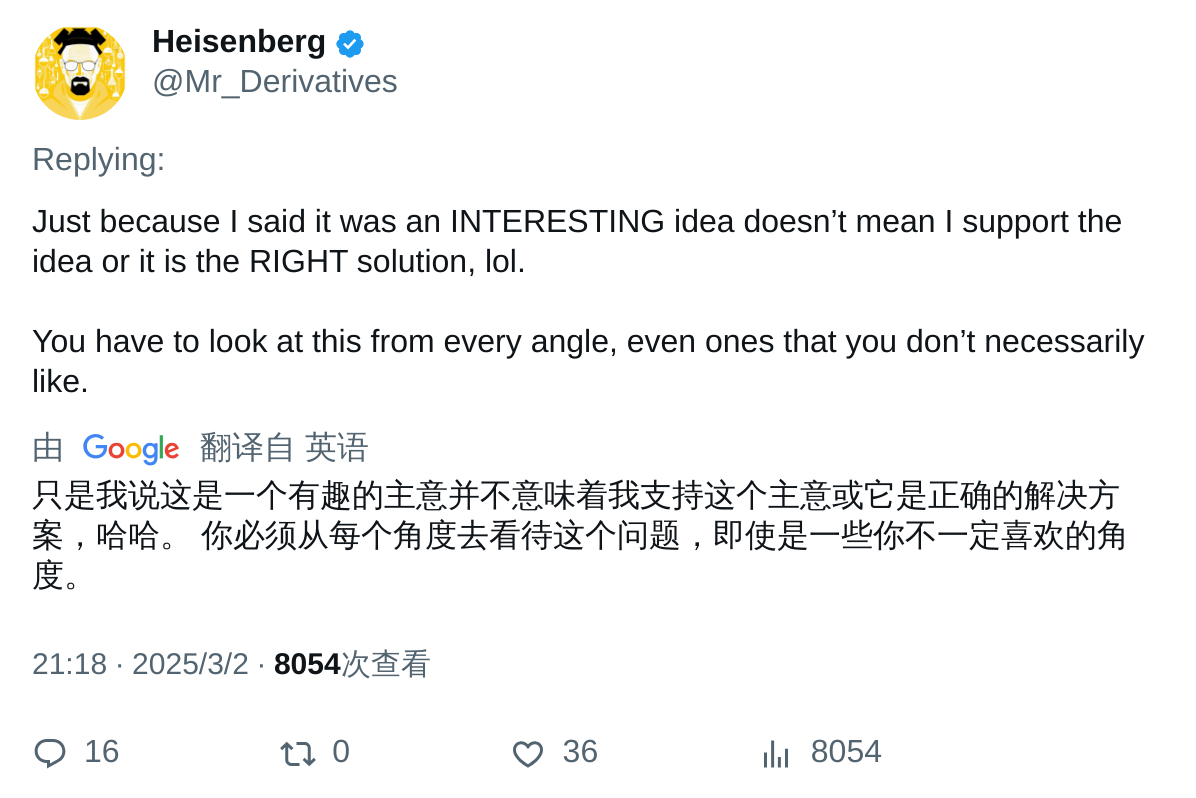 Heisenberg
@Mr_Derivatives
Replying:
Just because I said it was an INTERESTING idea doesn’t mean I support the
idea or it is the RIGHT solution, lol.
You have to look at this from every angle, even ones that you don’t necessarily
like.
由 Google 翻译自 英语
只是我说这是一个有趣的主意并不意味着我支持这个主意或它是正确的解决方
案，哈哈。 你必须从每个角度去看待这个问题，即使是一些你不一定喜欢的角
度。
21:18 · 2025/3/2 · 8054次查看
16 0 36 8054